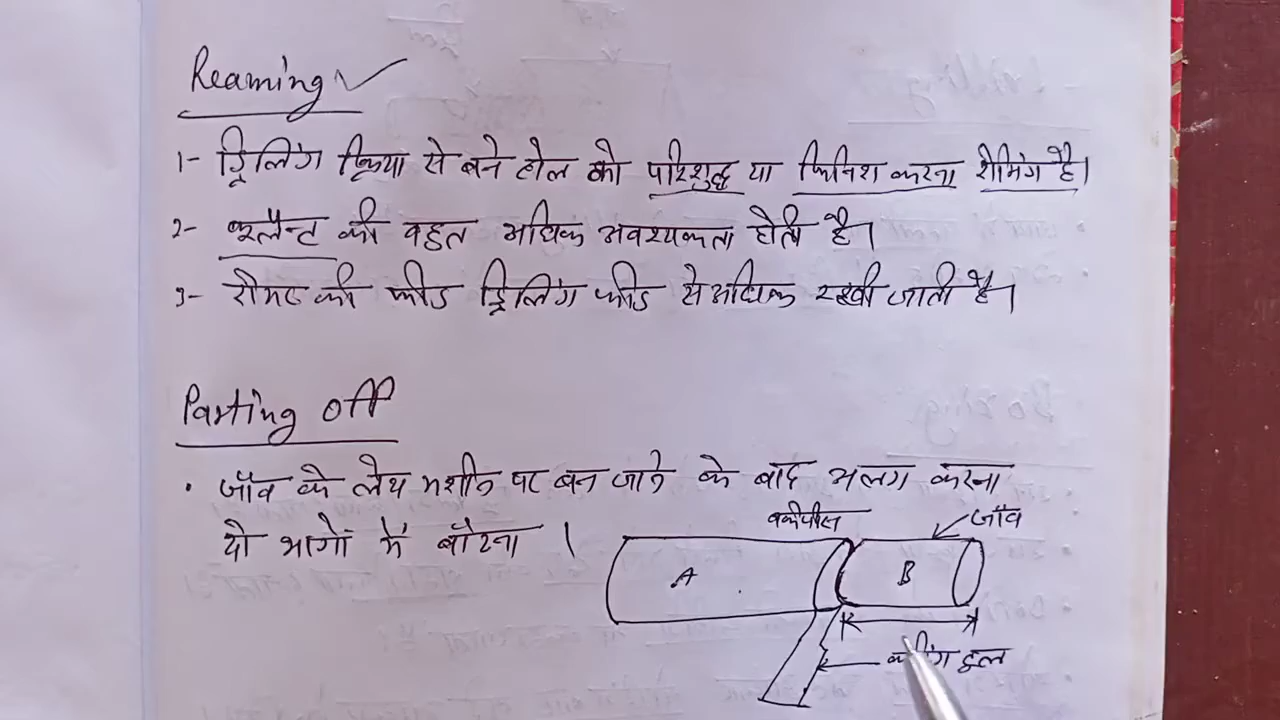 Reaming
1- ड्रिलिंग क्रिया से बने होल को परिशुद्ध या फिनिश करना रीमिंग है।
2- कूलैन्ट की बहुत अधिक अवश्यकता होती है।
3- रीमर की फीड ड्रिलिंग फीड से अधिक रखी जाती है।
Parting off
• जॉब के लेथ मशीन पर बन जाने के बाद अलग करना
दो भागों में बाँटना ।
वर्कपीस
जॉब
A
B
टूल